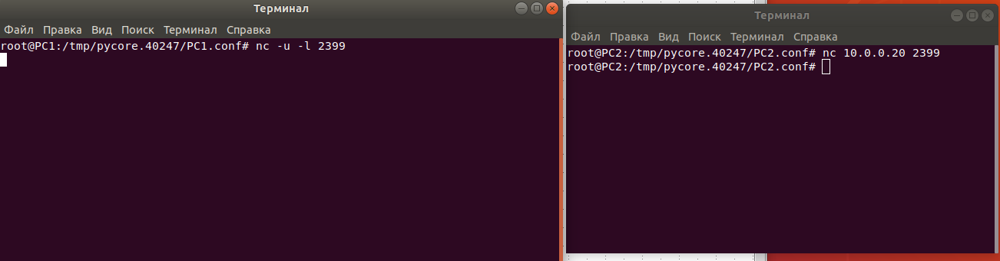 Терминал
Файл Правка Вид Поиск Терминал Справка
root@PC1:/tmp/pycore.40247/PC1.conf# nc -u -l 2399
Терминал
Файл Правка Вид Поиск Терминал Справка
root@PC2:/tmp/pycore.40247/PC2.conf# nc 10.0.0.20 2399
root@PC2:/tmp/pycore.40247/PC2.conf#